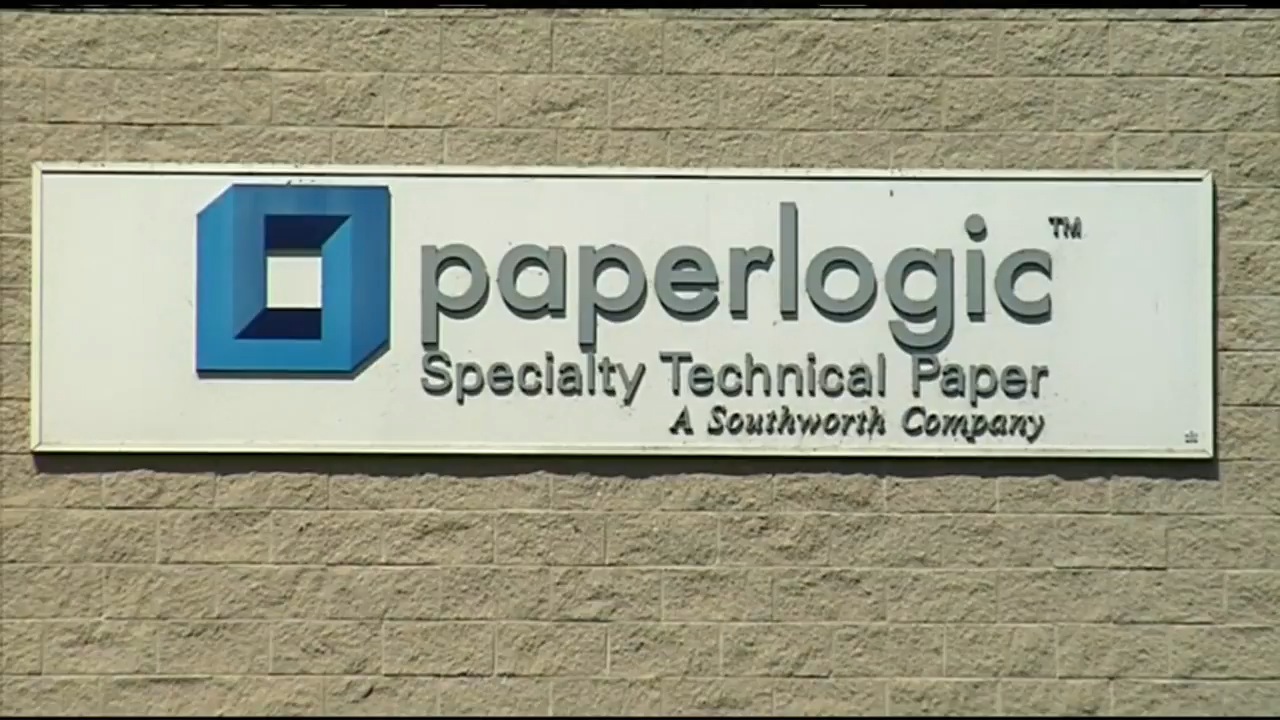 paperlogic™
Specialty Technical Paper
A Southworth Company